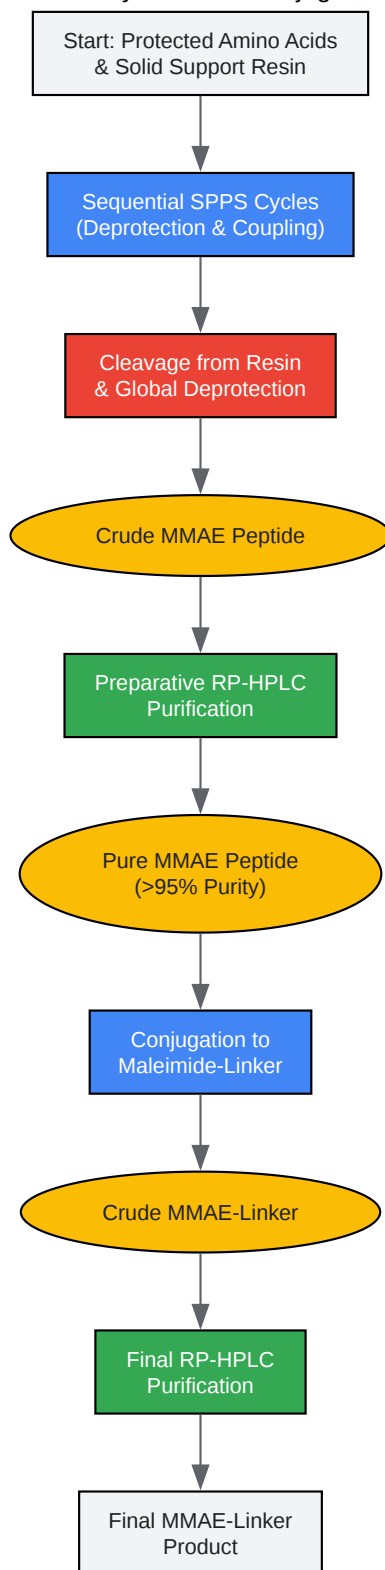 Start: Protected Amino Acids
& Solid Support Resin
Sequential SPPS Cycles
(Deprotection & Coupling)
Cleavage from Resin
& Global Deprotection
Crude MMAE Peptide
Preparative RP-HPLC
Purification
Pure MMAE Peptide
(>95% Purity)
Conjugation to
Maleimide-Linker
Crude MMAE-Linker
Final RP-HPLC
Purification
Final MMAE-Linker
Product